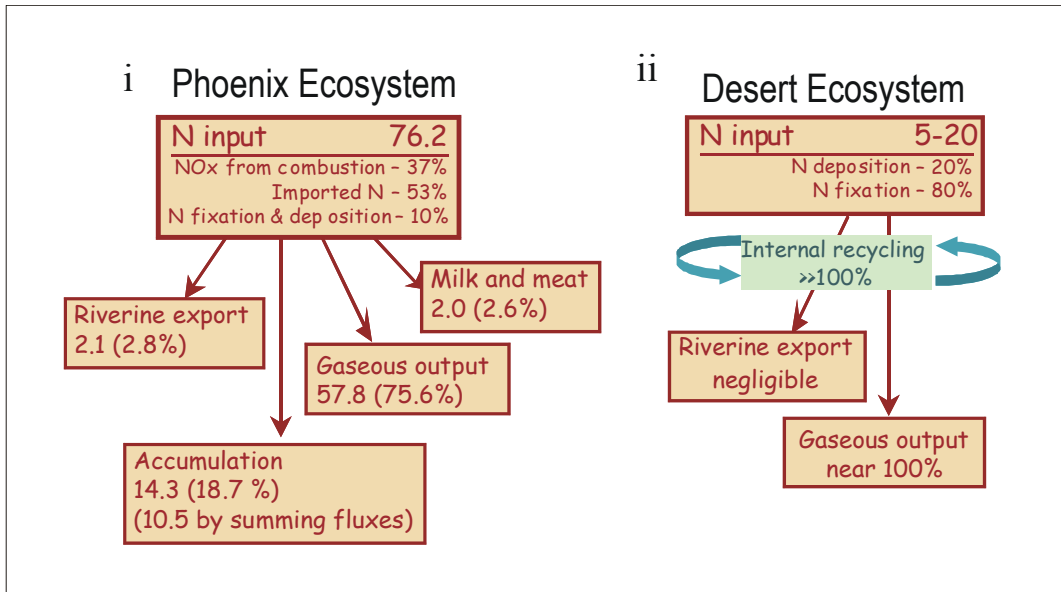 i
Phoenix Ecosystem
N input 76.2
NOx from combustion – 37%
Imported N – 53%
N fixation & dep osition – 10%
Riverine export
2.1 (2.8%)
Accumulation
14.3 (18.7 %)
(10.5 by summing fluxes)
Gaseous output
57.8 (75.6%)
Milk and meat
2.0 (2.6%)
ii
Desert Ecosystem
N input 5-20
N deposition – 20%
N fixation – 80%
Internal recycling
>>100%
Riverine export
negligible
Gaseous output
near 100%